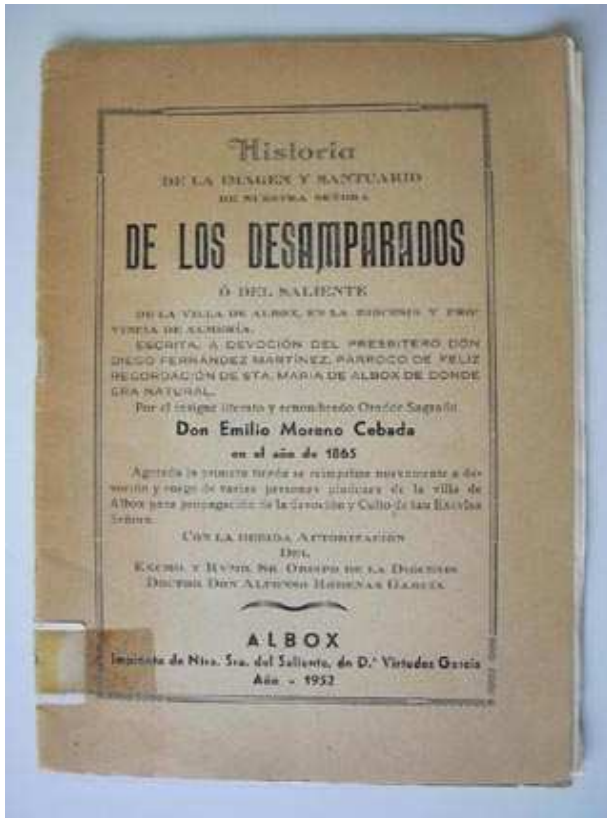 Historia
DE LA IMAGEN Y SANTUARIO
DE NUESTRA SEÑORA
DE LOS DESAMPARADOS
Ó DEL SALIENTE
DE LA VILLA DE ALBOX, EN LA DIOCESIS Y PRO-
VINCIA DE ALMERÍA.
ESCRITA, A DEVOCIÓN DEL PRESBITERO DON
DIEGO FERNÁNDEZ MARTÍNEZ, PARROCO DE FELIZ
RECORDACIÓN DE STA. MARIA DE ALBOX DE DONDE
ERA NATURAL.
Por el insigne literato y renombrado Orador Sagrado
Don Emilio Moreno Cebada
en el año de 1865
Agotada la primera tirada se reimprime nuevamente a de-
voción y ruego de varias personas piadosas de la villa de
Albox para propagación de la devoción y Culto de tan Excelsa
Señora.
CON LA DEBIDA AUTORIZACIÓN
DEL
EXCMO. Y RVMO. SR. OBISPO DE LA DIOCESIS
DOCTOR DON ALFONSO RODENAS GARCÍA
ALBOX
Imprenta de Ntra. Sra. del Saliente, de D.ª Virtudes García
Año - 1952